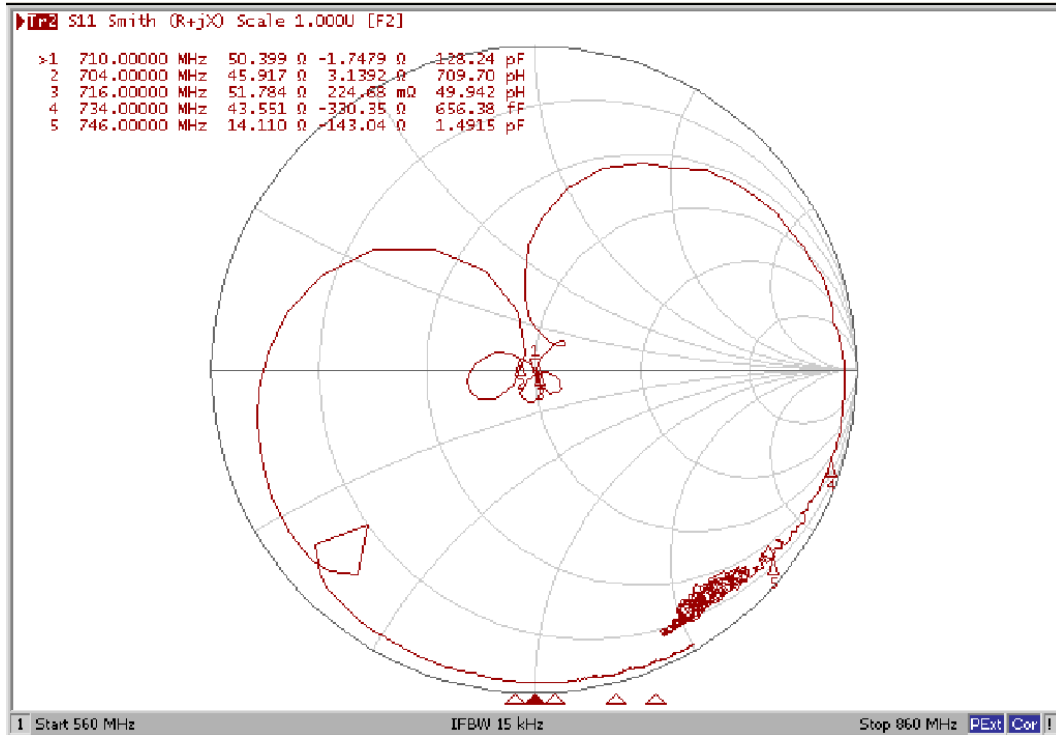 Tr2 S11 Smith (R+jX) Scale 1.000U [F2]
>1 710.00000 MHz 50.399 Ω -1.7479 Ω 128.24 pF
2 704.00000 MHz 45.917 Ω 3.1392 Ω 709.70 pH
3 716.00000 MHz 51.784 Ω 224.68 mΩ 49.942 pH
4 734.00000 MHz 43.551 Ω -330.35 Ω 656.38 fF
5 746.00000 MHz 14.110 Ω -143.04 Ω 1.4915 pF
1
4
5
1 Start 560 MHz IFBW 15 kHz Stop 860 MHz PExt Cor !